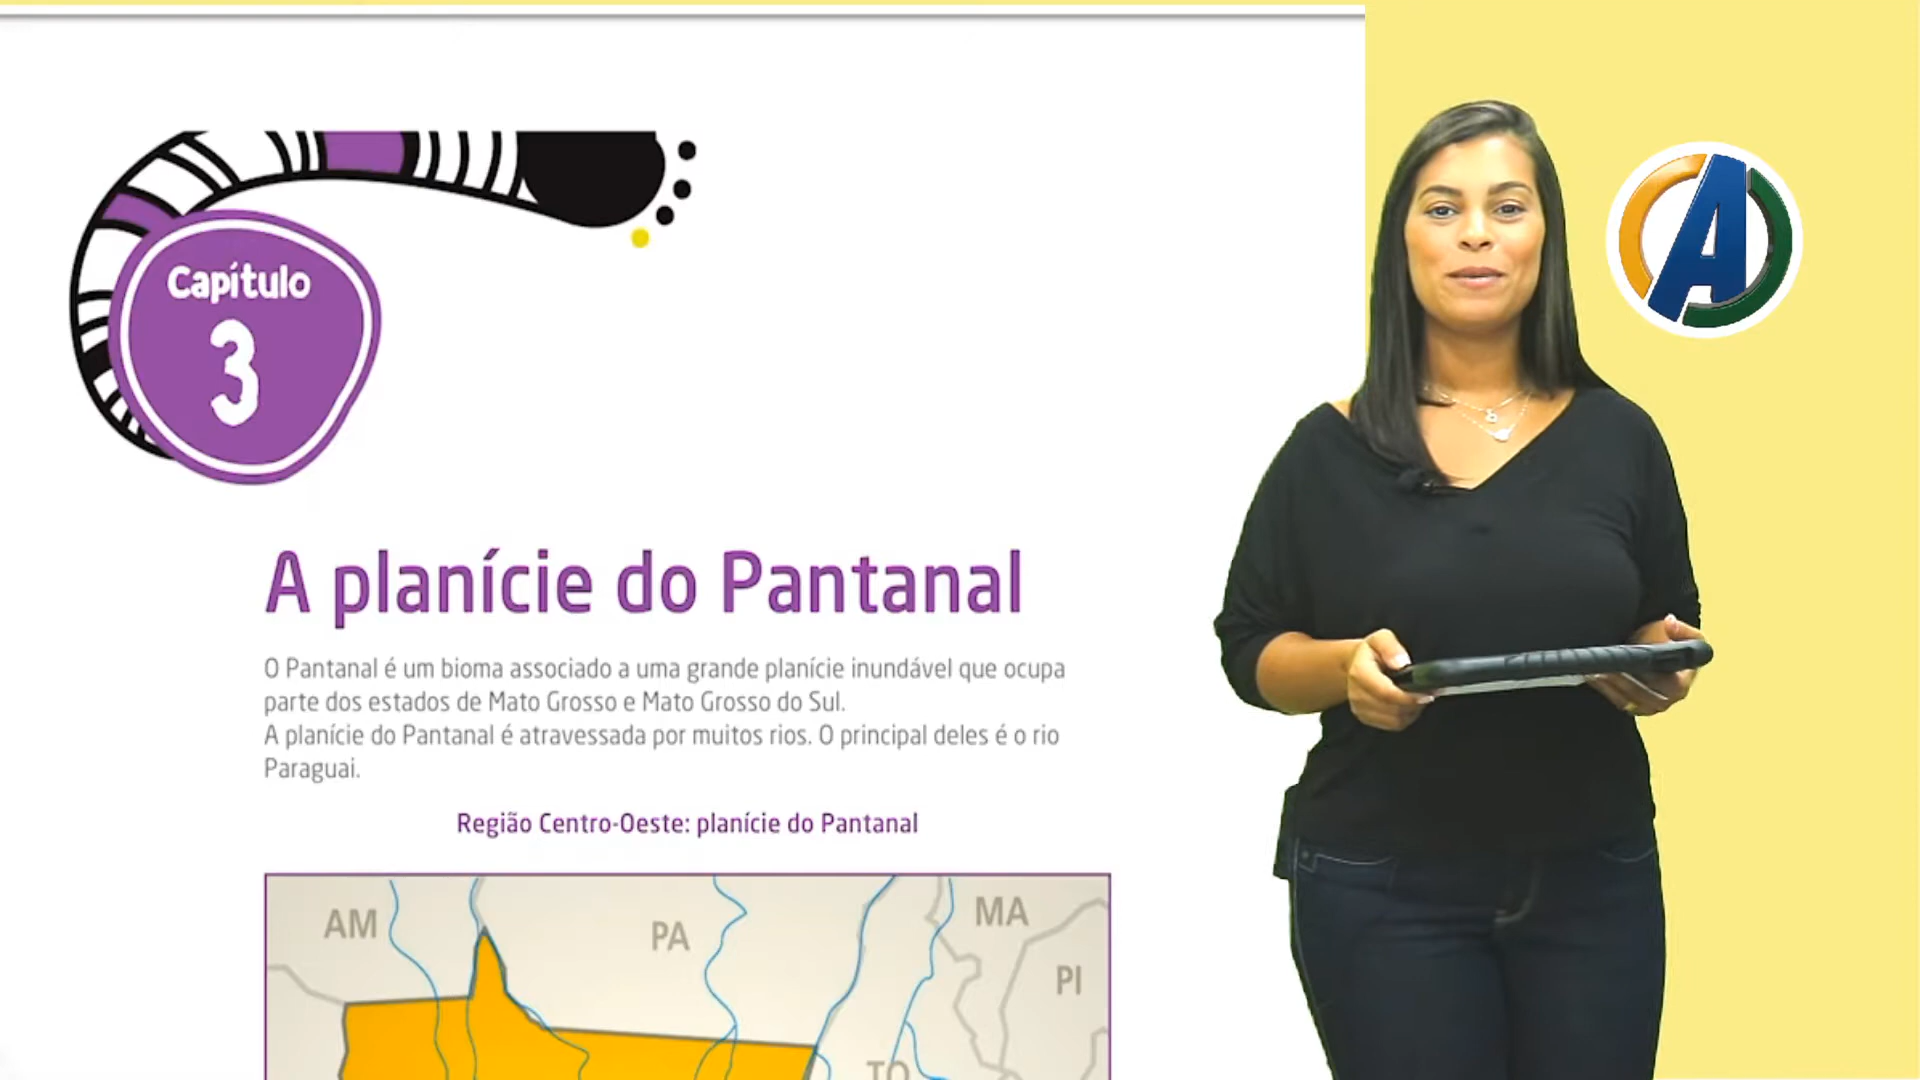 Capítulo
3
A planície do Pantanal
O Pantanal é um bioma associado a uma grande planície inundável que ocupa
parte dos estados de Mato Grosso e Mato Grosso do Sul.
A planície do Pantanal é atravessada por muitos rios. O principal deles é o rio
Paraguai.
Região Centro-Oeste: planície do Pantanal
AM
PA
MA
PI
TO
A